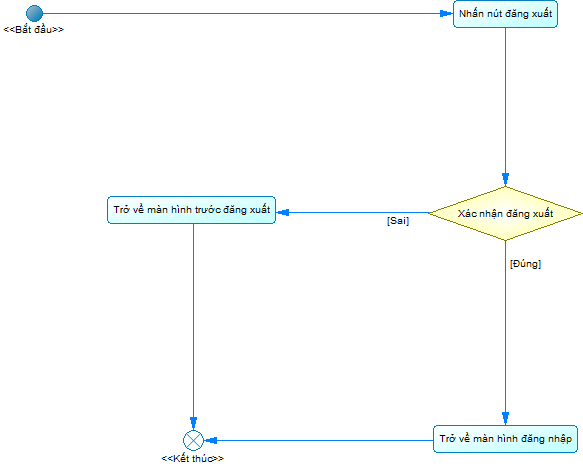 Nhấn nút đăng xuất
<<Bắt đầu>>
Trở về màn hình trước đăng xuất
Xác nhận đăng xuất
[Sai]
[Đúng]
Trở về màn hình đăng nhập
<<Kết thúc>>